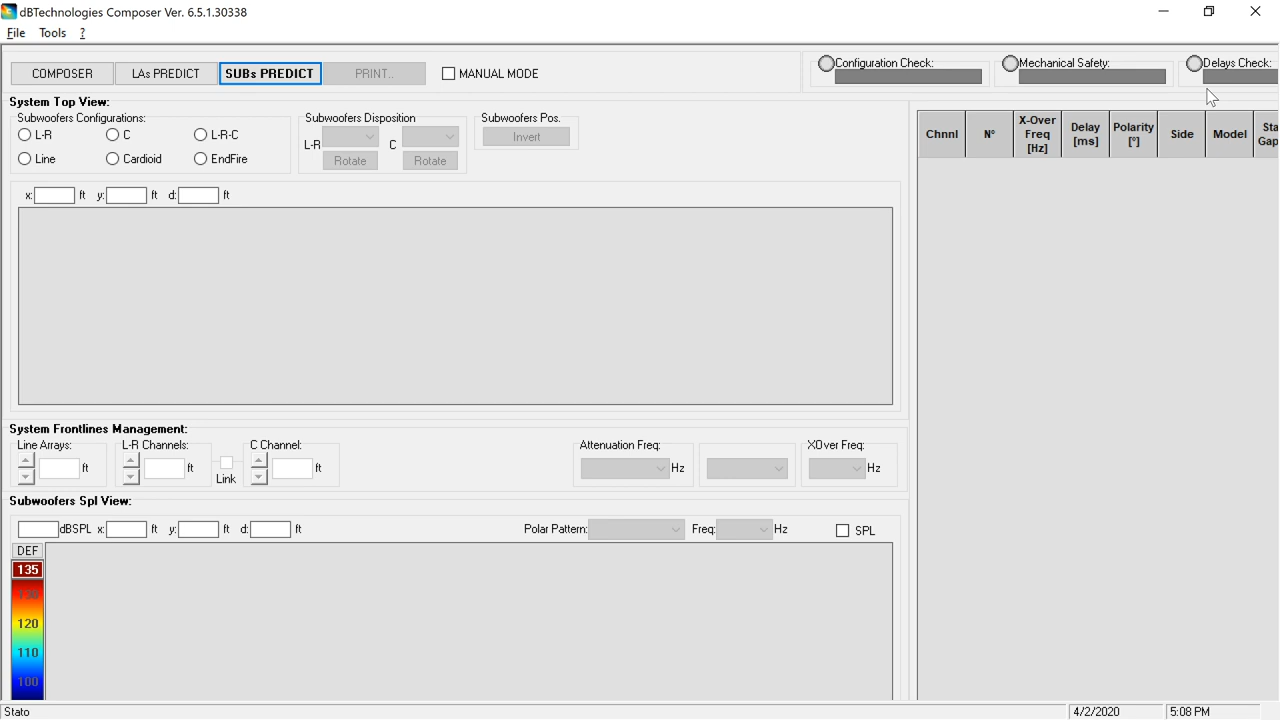 dBTechnologies Composer Ver. 6.5.1.30338
File Tools ?
COMPOSER LAs PREDICT SUBs PREDICT PRINT.. MANUAL MODE
Configuration Check: Mechanical Safety: Delays Check:
System Top View:
Subwoofers Configurations: Subwoofers Disposition Subwoofers Pos.
L-R C L-R-C L-R C Invert
Line Cardioid EndFire Rotate Rotate
x: ft y: ft d: ft
Chnnl N° X-Over Freq [Hz] Delay [ms] Polarity [°] Side Model Sta Gap
System Frontlines Management:
Line Arrays: L-R Channels: C Channel: Attenuation Freq: XOver Freq:
ft ft Link ft Hz Hz
Subwoofers Spl View:
dBSPL x: ft y: ft d: ft Polar Pattern: Freq: Hz SPL
DEF
135
130
120
110
100
Stato 4/2/2020 5:08 PM